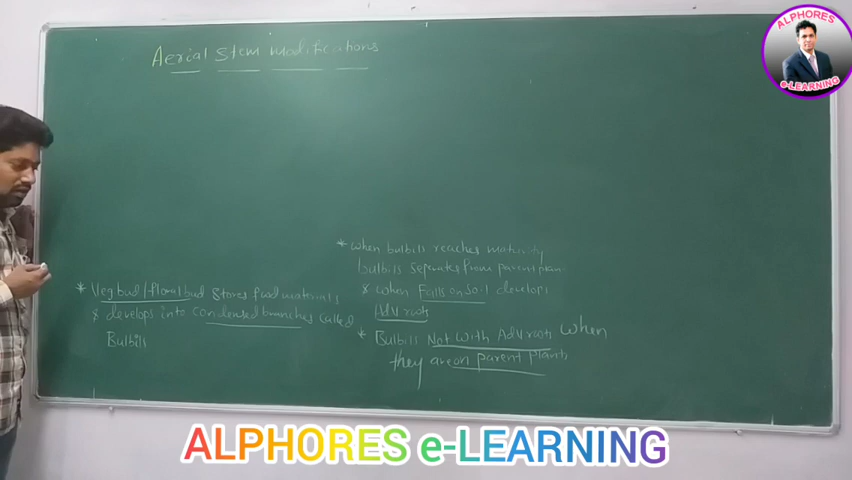 Aerial Stem modifications
* Veg bud/floral bud stores food materials
& develops into condensed branches called
Bulbils
* When bulbils reaches maturity
bulbils seperates from parent plan
& when Falls on soil develops
Adv roots
* Bulbils Not with Adv roots when
they are on parent plants
ALPHORES
e-LEARNING
ALPHORES e-LEARNING